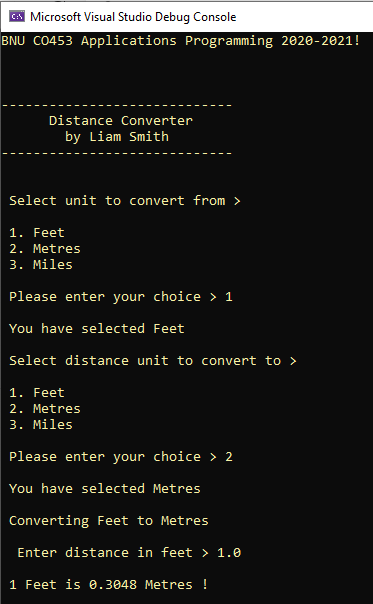 Microsoft Visual Studio Debug Console
BNU CO453 Applications Programming 2020-2021!
-----------------------------
Distance Converter
by Liam Smith
-----------------------------
Select unit to convert from >
1. Feet
2. Metres
3. Miles
Please enter your choice > 1
You have selected Feet
Select distance unit to convert to >
1. Feet
2. Metres
3. Miles
Please enter your choice > 2
You have selected Metres
Converting Feet to Metres
Enter distance in feet > 1.0
1 Feet is 0.3048 Metres !